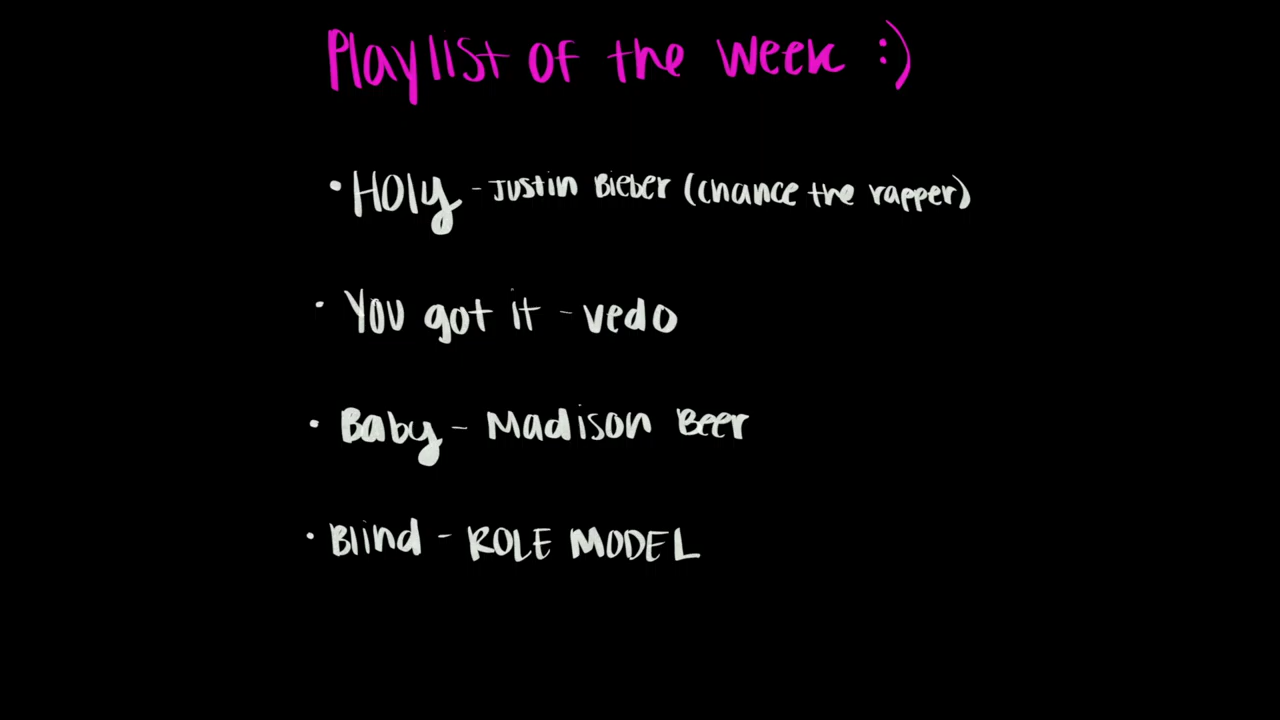 Playlist of the week :)
• Holy - Justin Bieber (chance the rapper)
• You got it - vedo
• Baby - Madison Beer
• Blind - ROLE MODEL